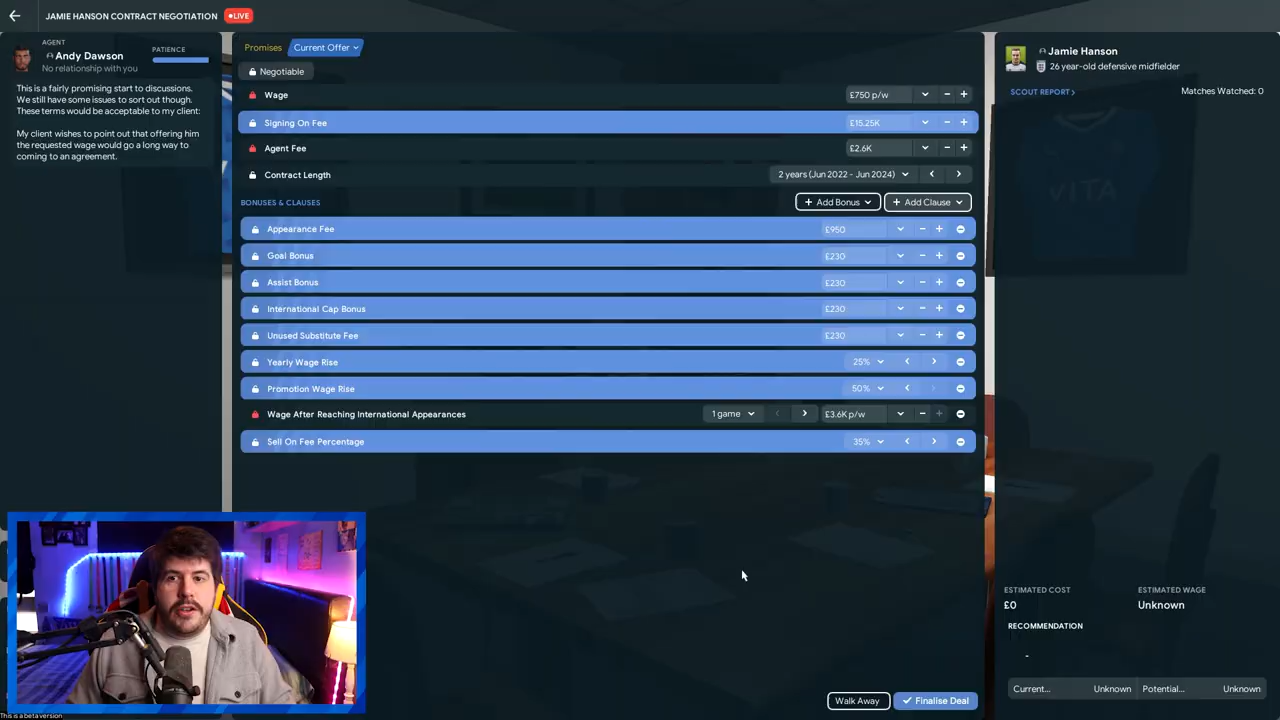 JAMIE HANSON CONTRACT NEGOTIATION
LIVE
AGENT
Andy Dawson
No relationship with you
PATIENCE
This is a fairly promising start to discussions.
We still have some issues to sort out though.
These terms would be acceptable to my client:
My client wishes to point out that offering him
the requested wage would go a long way to
coming to an agreement.
Promises
Current Offer
Negotiable
Wage
£750 p/w
Signing On Fee
£15.25K
Agent Fee
£2.6K
Contract Length
2 years (Jun 2022 - Jun 2024)
BONUSES & CLAUSES
+ Add Bonus
+ Add Clause
Appearance Fee
£950
Goal Bonus
£230
Assist Bonus
£230
International Cap Bonus
£230
Unused Substitute Fee
£230
Yearly Wage Rise
25%
Promotion Wage Rise
50%
Wage After Reaching International Appearances
1 game
£3.6K p/w
Sell On Fee Percentage
35%
Walk Away
Finalise Deal
Jamie Hanson
26 year-old defensive midfielder
SCOUT REPORT >
Matches Watched: 0
VITA
ESTIMATED COST
£0
ESTIMATED WAGE
Unknown
RECOMMENDATION
-
Current...
Unknown
Potential...
Unknown
This is a beta version